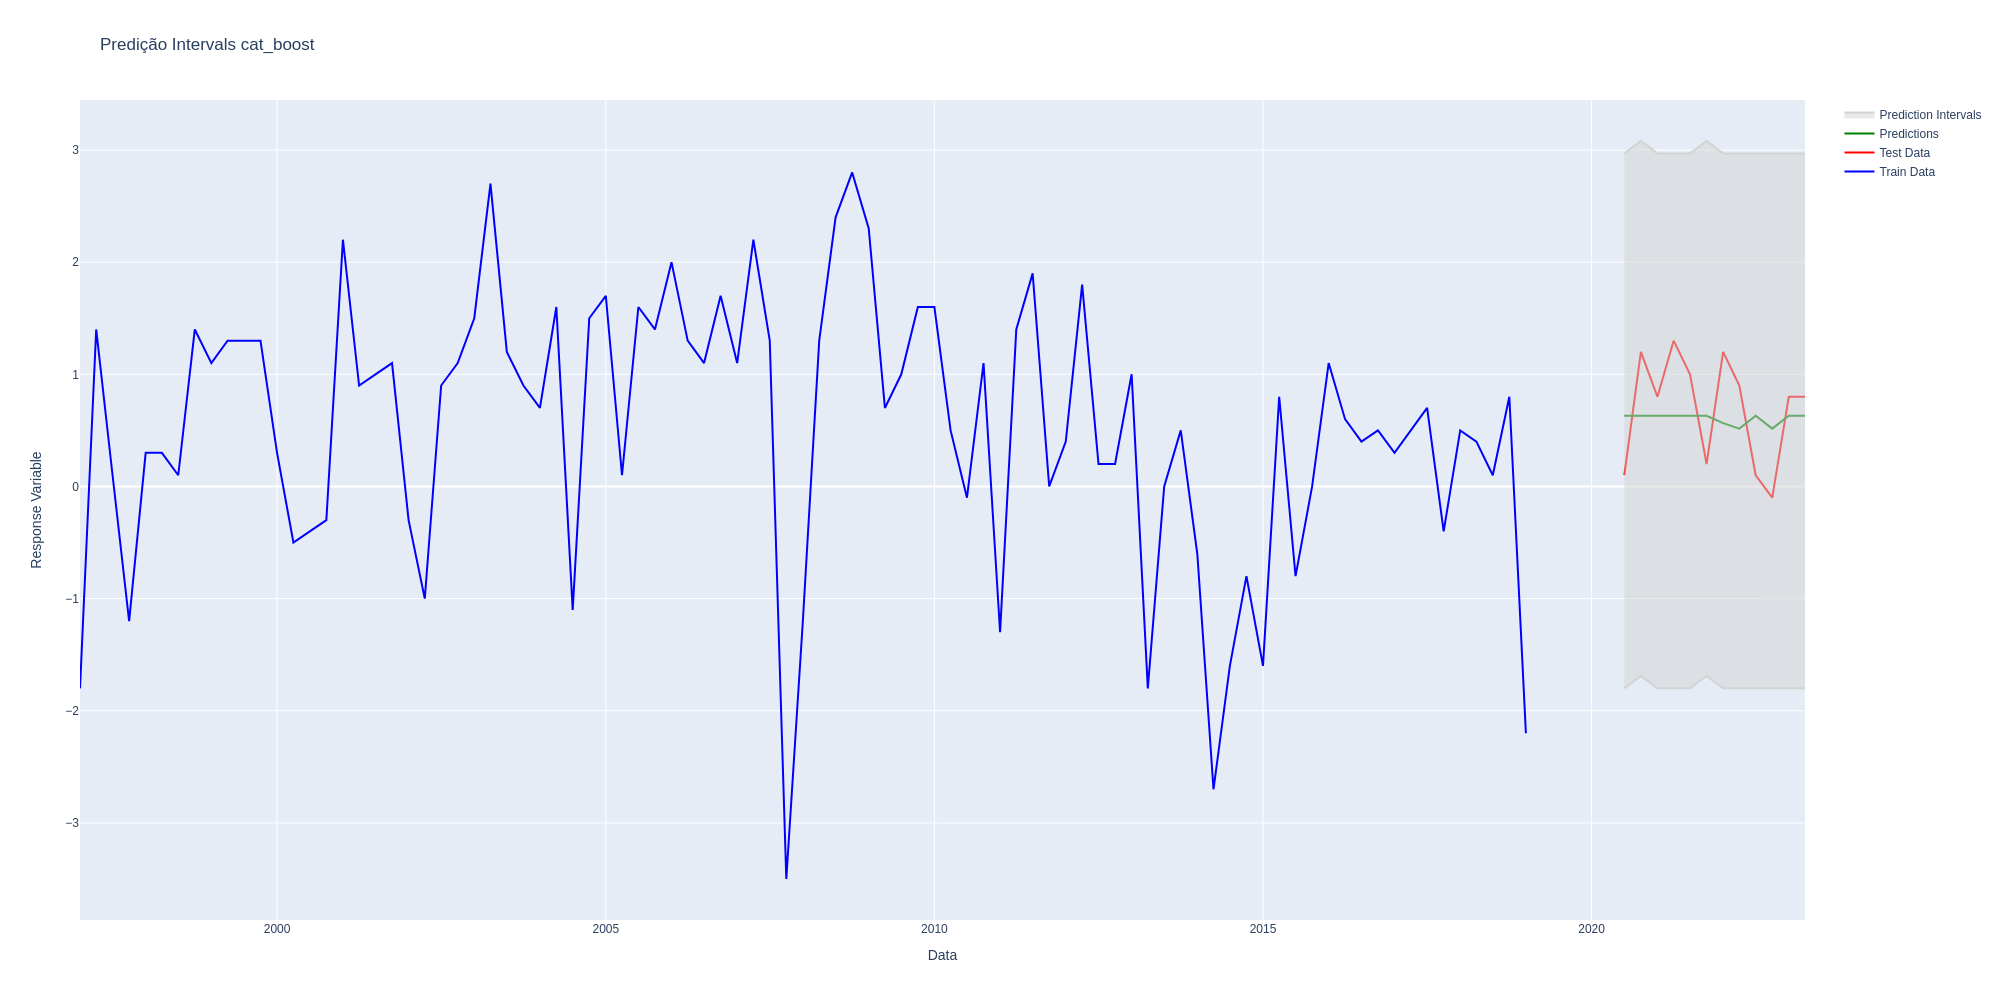 Predição Intervals cat_boost
Prediction Intervals
Predictions
Test Data
Train Data
Response Variable
3
2
1
0
−1
−2
−3
2000
2005
2010
2015
2020
Data